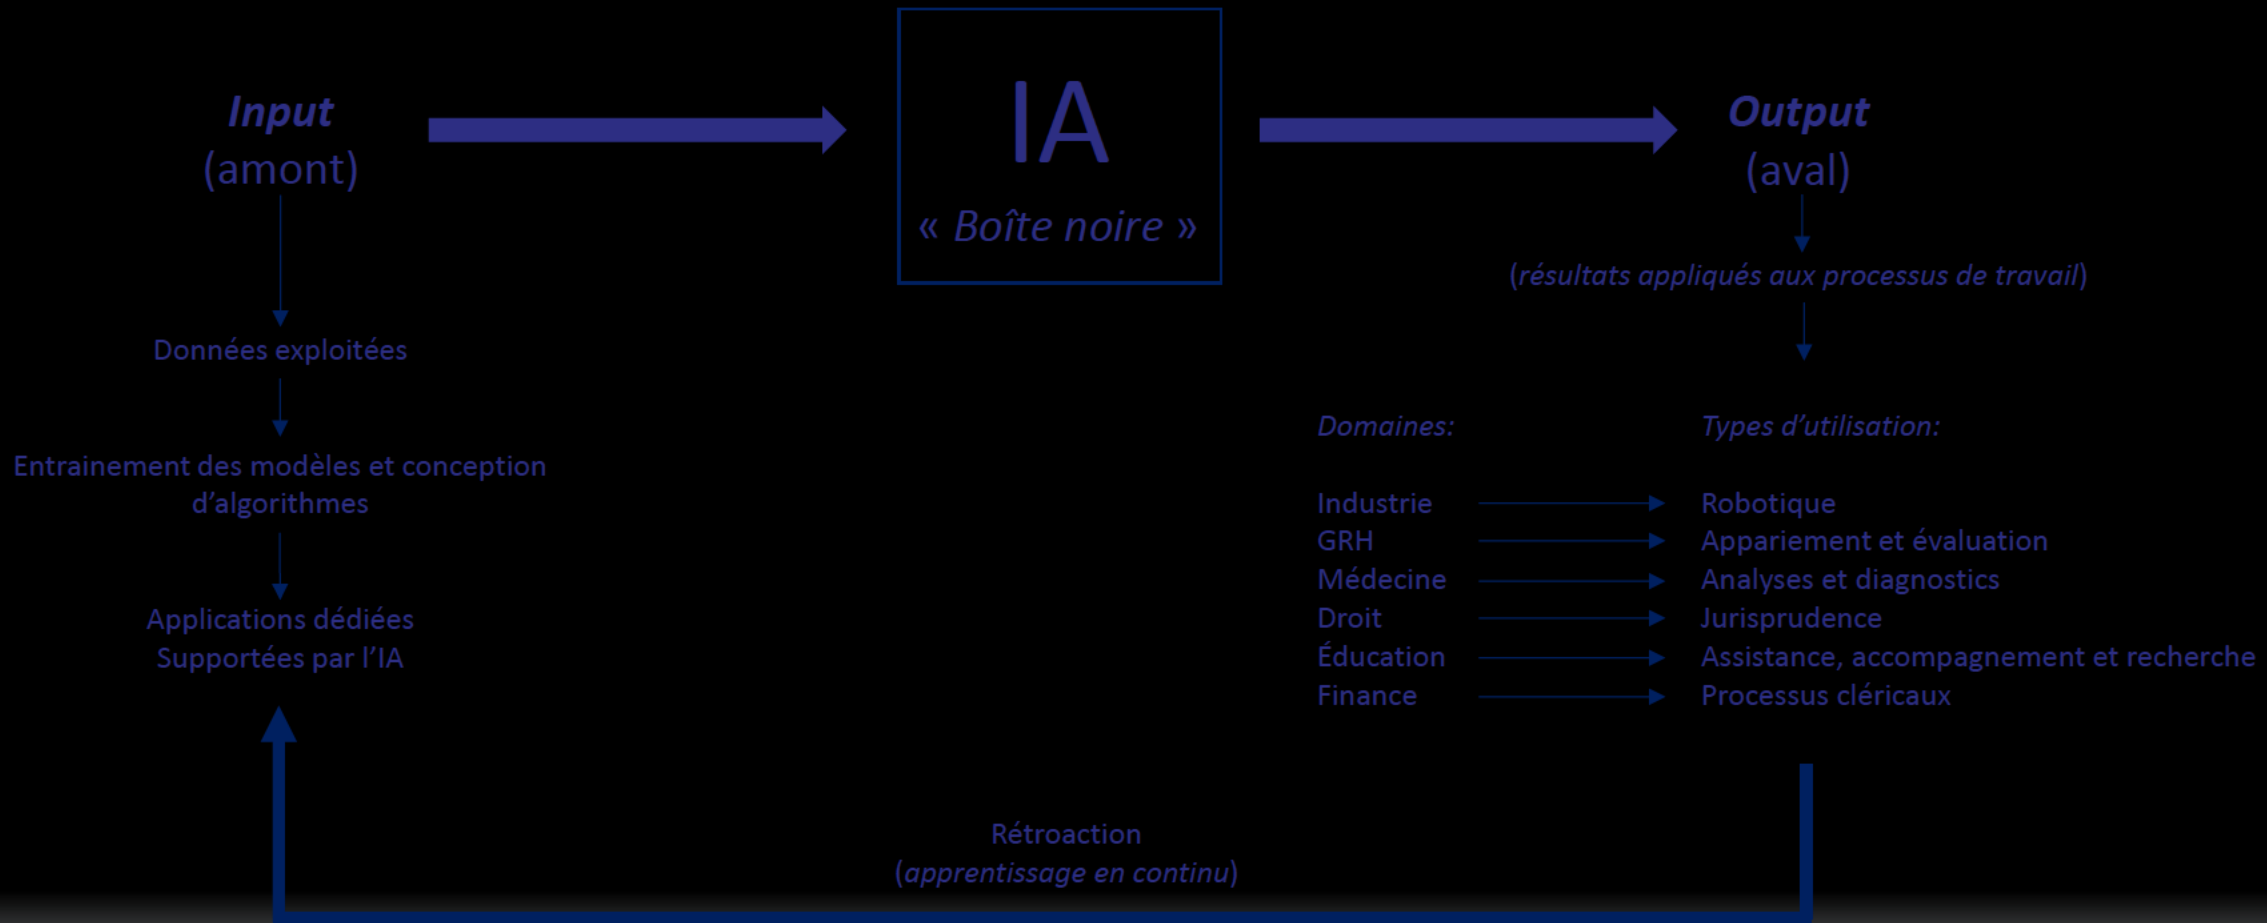 Input
(amont)
IA
« Boîte noire »
Output
(aval)
(résultats appliqués aux processus de travail)
Données exploitées
Entrainement des modèles et conception
d’algorithmes
Applications dédiées
Supportées par l’IA
Domaines:
Types d’utilisation:
Industrie
Robotique
GRH
Appariement et évaluation
Médecine
Analyses et diagnostics
Droit
Jurisprudence
Éducation
Assistance, accompagnement et recherche
Finance
Processus cléricaux
Rétroaction
(apprentissage en continu)